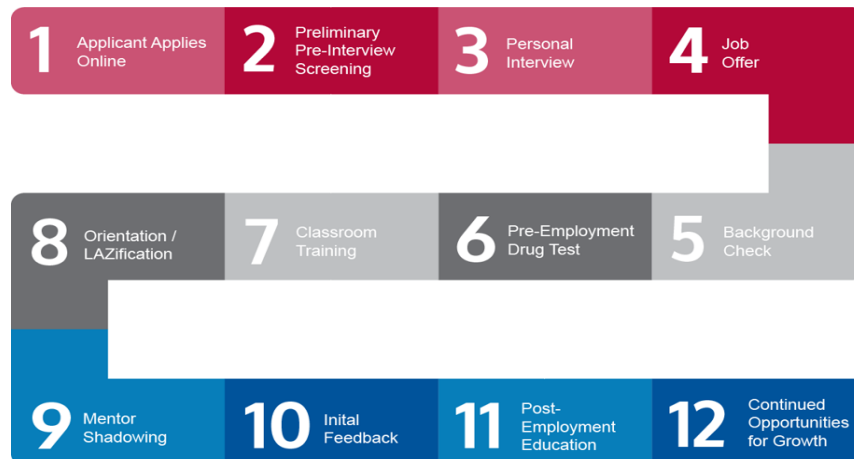 1 Applicant Applies
Online
2 Preliminary
Pre-Interview
Screening
3 Personal
Interview
4 Job
Offer
5 Background
Check
6 Pre-Employment
Drug Test
7 Classroom
Training
8 Orientation /
LAZification
9 Mentor
Shadowing
10 Inital
Feedback
11 Post-
Employment
Education
12 Continued
Opportunities
for Growth